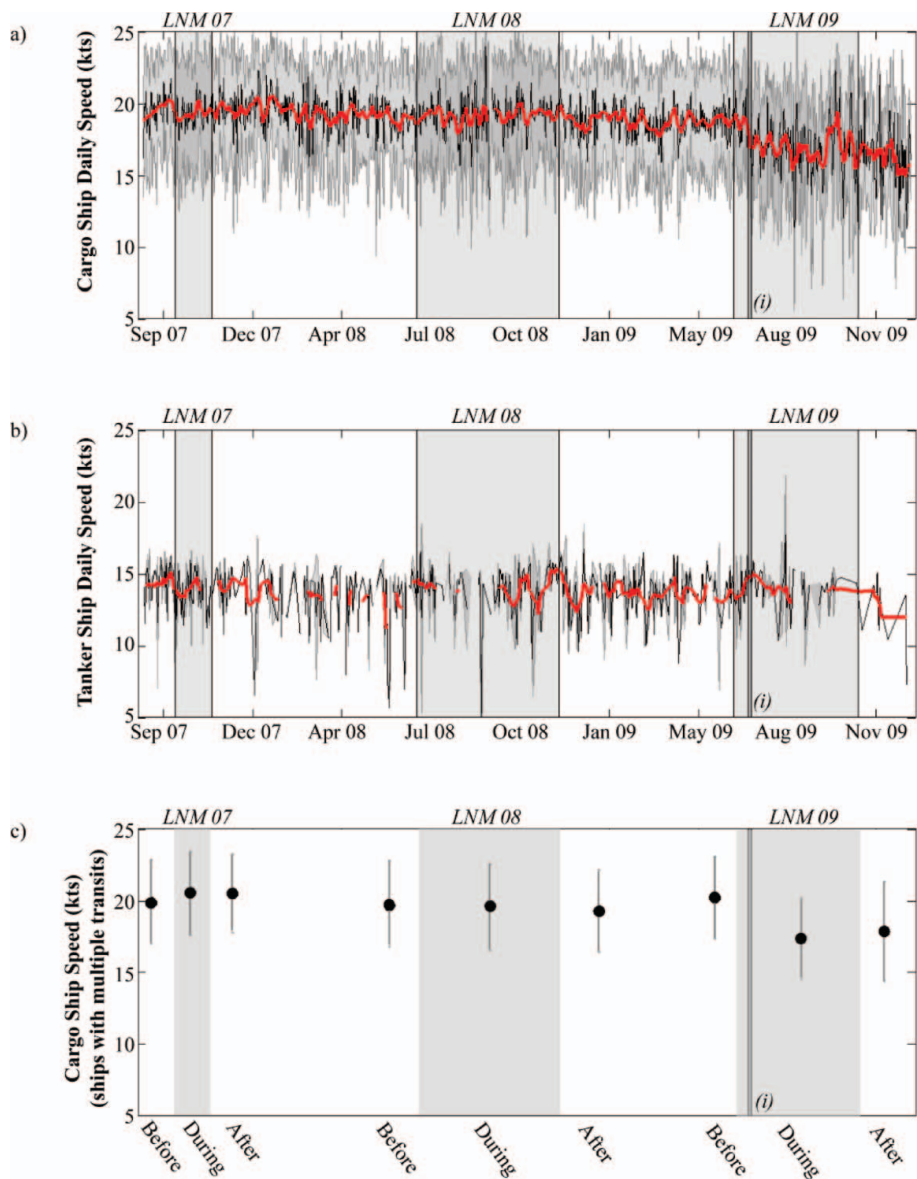 a)
LNM 07 LNM 08 LNM 09
Cargo Ship Daily Speed (kts)
25
20
15
10
5
(i)
Sep 07 Dec 07 Apr 08 Jul 08 Oct 08 Jan 09 May 09 Aug 09 Nov 09
b)
LNM 07 LNM 08 LNM 09
Tanker Ship Daily Speed (kts)
25
20
15
10
5
(i)
Sep 07 Dec 07 Apr 08 Jul 08 Oct 08 Jan 09 May 09 Aug 09 Nov 09
c)
LNM 07 LNM 08 LNM 09
Cargo Ship Speed (kts)
(ships with multiple transits)
25
20
15
10
5
(i)
Before During After Before During After Before During After